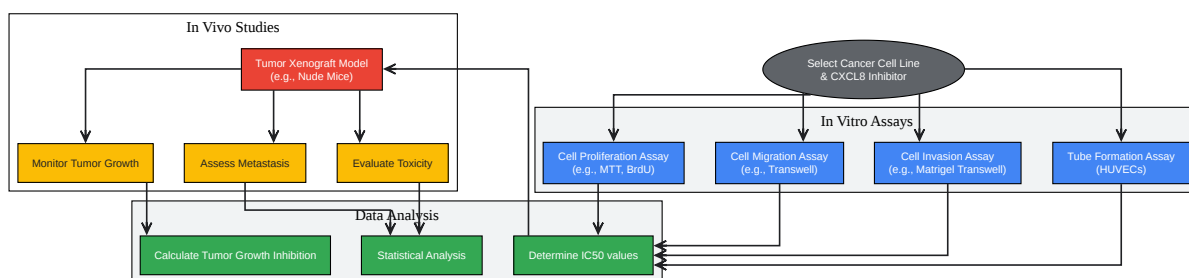 In Vivo Studies
Tumor Xenograft Model
(e.g., Nude Mice)
Select Cancer Cell Line
& CXCL8 Inhibitor
In Vitro Assays
Monitor Tumor Growth
Assess Metastasis
Evaluate Toxicity
Cell Proliferation Assay
(e.g., MTT, BrdU)
Cell Migration Assay
(e.g., Transwell)
Cell Invasion Assay
(e.g., Matrigel Transwell)
Tube Formation Assay
(HUVECs)
Data Analysis
Calculate Tumor Growth Inhibition
Statistical Analysis
Determine IC50 values